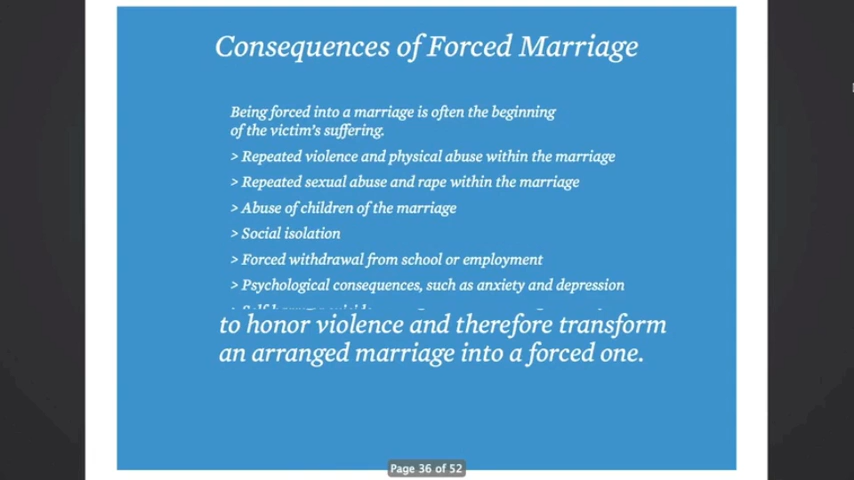 Consequences of Forced Marriage
Being forced into a marriage is often the beginning
of the victim's suffering.
> Repeated violence and physical abuse within the marriage
> Repeated sexual abuse and rape within the marriage
> Abuse of children of the marriage
> Social isolation
> Forced withdrawal from school or employment
> Psychological consequences, such as anxiety and depression
to honor violence and therefore transform
an arranged marriage into a forced one.
Page 36 of 52